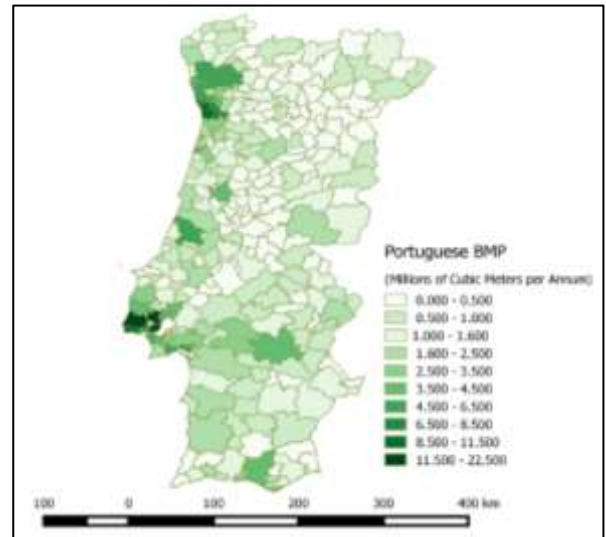 Portuguese BMP
(Millions of Cubic Meters per Annum)
0.000 - 0.500
0.500 - 1.000
1.000 - 1.600
1.600 - 2.500
2.500 - 3.500
3.500 - 4.500
4.500 - 6.500
6.500 - 8.500
8.500 - 11.500
11.500 - 22.500
100 0 100 200 300 400 km